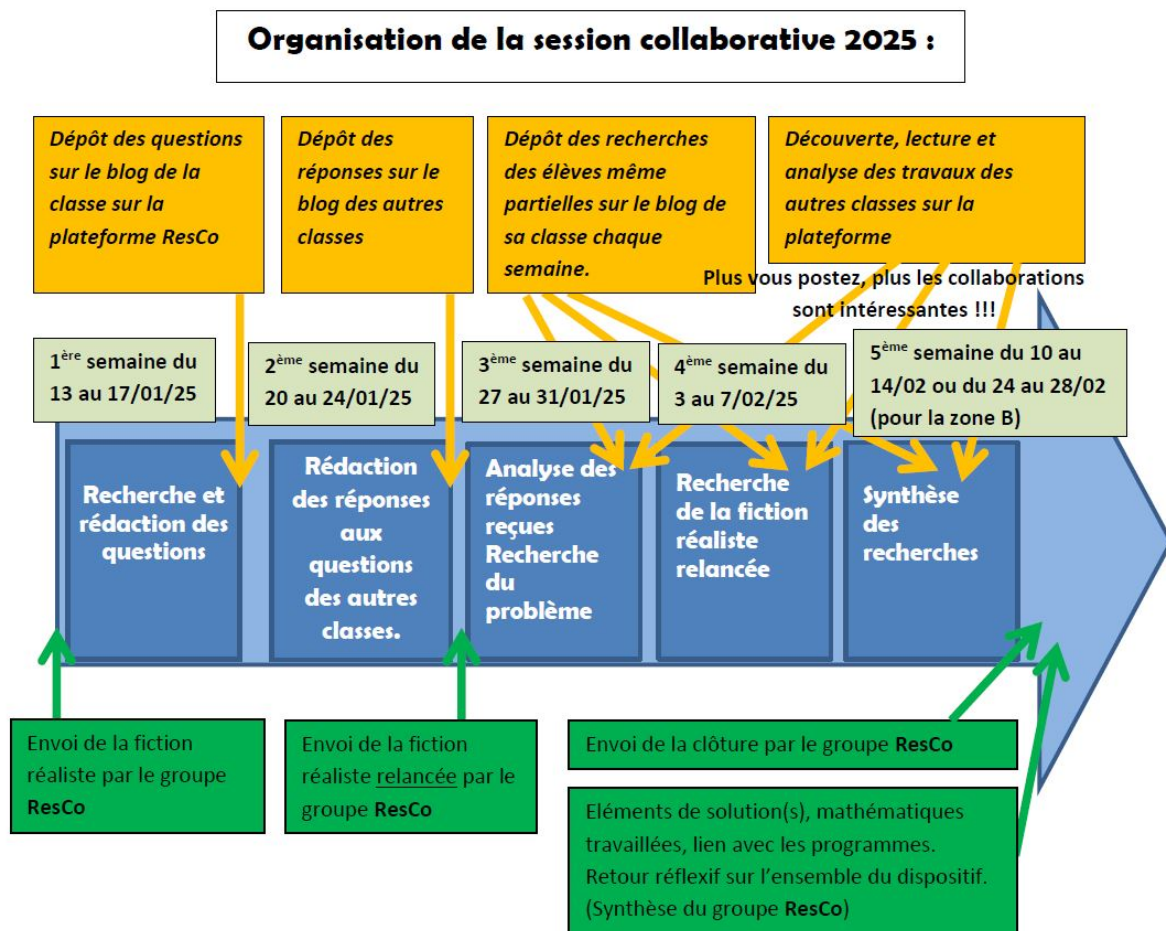 Organisation de la session collaborative 2025 :
Dépôt des questions
sur le blog de la
classe sur la
plateforme ResCo
Dépôt des
réponses sur le
blog des autres
classes
Dépôt des recherches
des élèves même
partielles sur le blog de
sa classe chaque
semaine.
Découverte, lecture et
analyse des travaux des
autres classes sur la
plateforme
Plus vous postez, plus les collaborations
sont intéressantes !!!
1ère semaine du
13 au 17/01/25
2ème semaine du
20 au 24/01/25
3ème semaine du
27 au 31/01/25
4ème semaine du
3 au 7/02/25
5ème semaine du 10 au
14/02 ou du 24 au 28/02
(pour la zone B)
Recherche et
rédaction des
questions
Rédaction
des réponses
aux
questions
des autres
classes.
Analyse des
réponses
reçues
Recherche
du
problème
Recherche
de la fiction
réaliste
relancée
Synthèse
des
recherches
Envoi de la fiction
réaliste par le groupe
ResCo
Envoi de la fiction
réaliste relancée par le
groupe ResCo
Envoi de la clôture par le groupe ResCo
Eléments de solution(s), mathématiques
travaillées, lien avec les programmes.
Retour réflexif sur l'ensemble du dispositif.
(Synthèse du groupe ResCo)